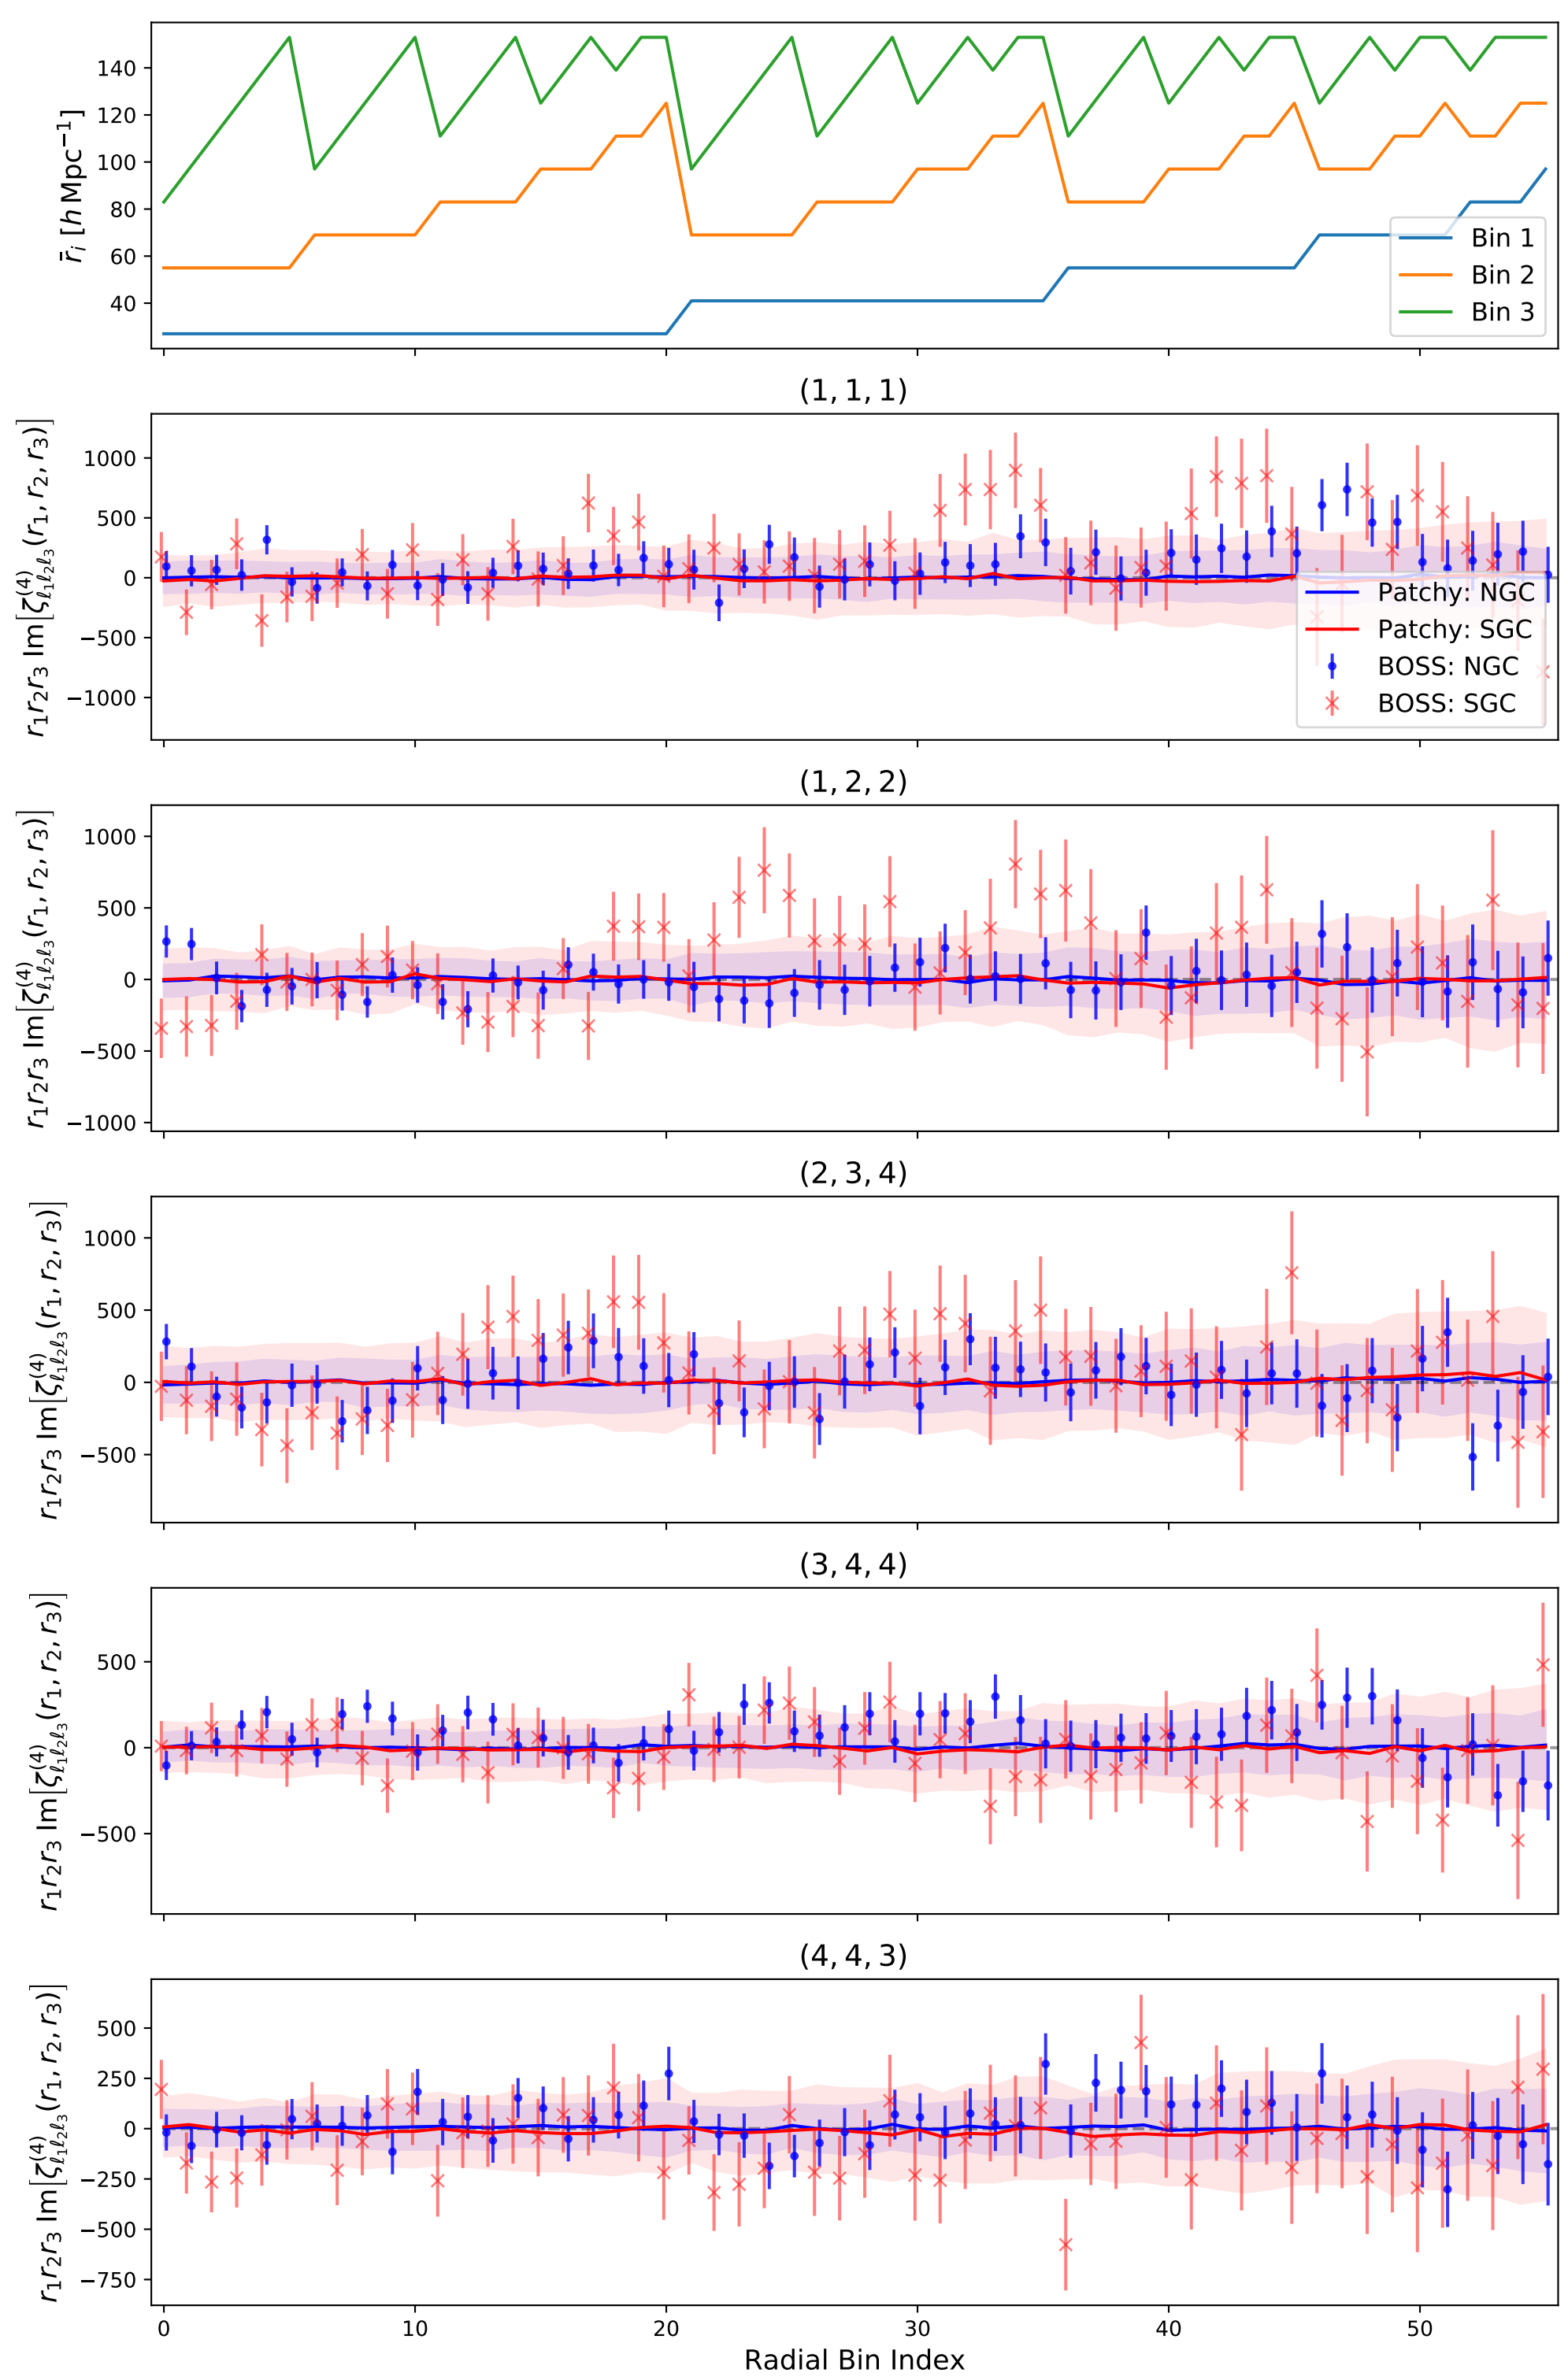 140
120
100
80
60
40
r̄ᵢ [h Mpc⁻¹]
Bin 1
Bin 2
Bin 3
(1, 1, 1)
1000
500
0
−500
−1000
r₁r₂r₃ Im[ζ⁽⁴⁾_{ℓ₁ℓ₂ℓ₃}(r₁, r₂, r₃)]
Patchy: NGC
Patchy: SGC
BOSS: NGC
BOSS: SGC
(1, 2, 2)
1000
500
0
−500
−1000
r₁r₂r₃ Im[ζ⁽⁴⁾_{ℓ₁ℓ₂ℓ₃}(r₁, r₂, r₃)]
(2, 3, 4)
1000
500
0
−500
r₁r₂r₃ Im[ζ⁽⁴⁾_{ℓ₁ℓ₂ℓ₃}(r₁, r₂, r₃)]
(3, 4, 4)
500
0
−500
r₁r₂r₃ Im[ζ⁽⁴⁾_{ℓ₁ℓ₂ℓ₃}(r₁, r₂, r₃)]
(4, 4, 3)
500
250
0
−250
−500
−750
r₁r₂r₃ Im[ζ⁽⁴⁾_{ℓ₁ℓ₂ℓ₃}(r₁, r₂, r₃)]
0 10 20 30 40 50
Radial Bin Index